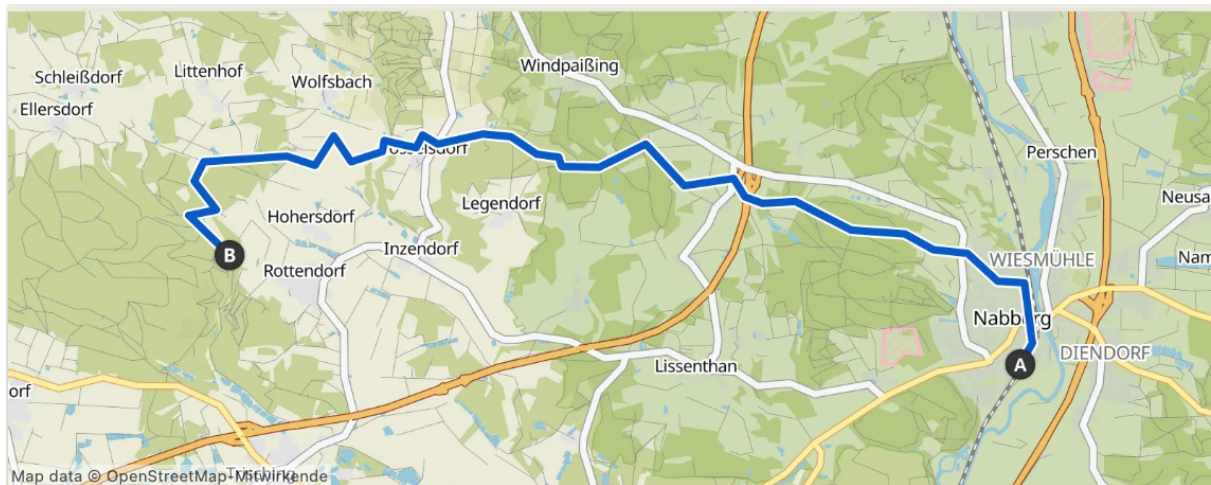 Windpaißing
Schleißdorf
Littenhof
Wolfsbach
Ellersdorf
Perschen
Neusa
Legendorf
Hohersdorf
Inzendorf
WIESMÜHLE
Nam
B
Rottendorf
Nabburg
DIENDORF
A
Lissenthan
orf
Map data © OpenStreetMap-Mitwirkende